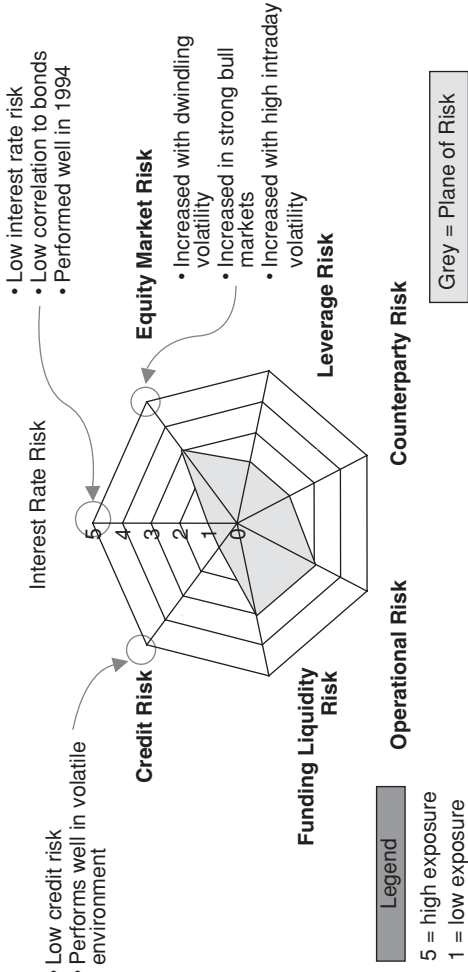 • Low interest rate risk
• Low correlation to bonds
• Performed well in 1994
Interest Rate Risk
Equity Market Risk
• Increased with dwindling
volatility
• Increased in strong bull
markets
• Increased with high intraday
volatility
• Low credit risk
• Performs well in volatile
environment
Credit Risk
5
4
3
2
1
0
Leverage Risk
Funding Liquidity
Risk
Counterparty Risk
Operational Risk
Legend
5 = high exposure
1 = low exposure
Grey = Plane of Risk